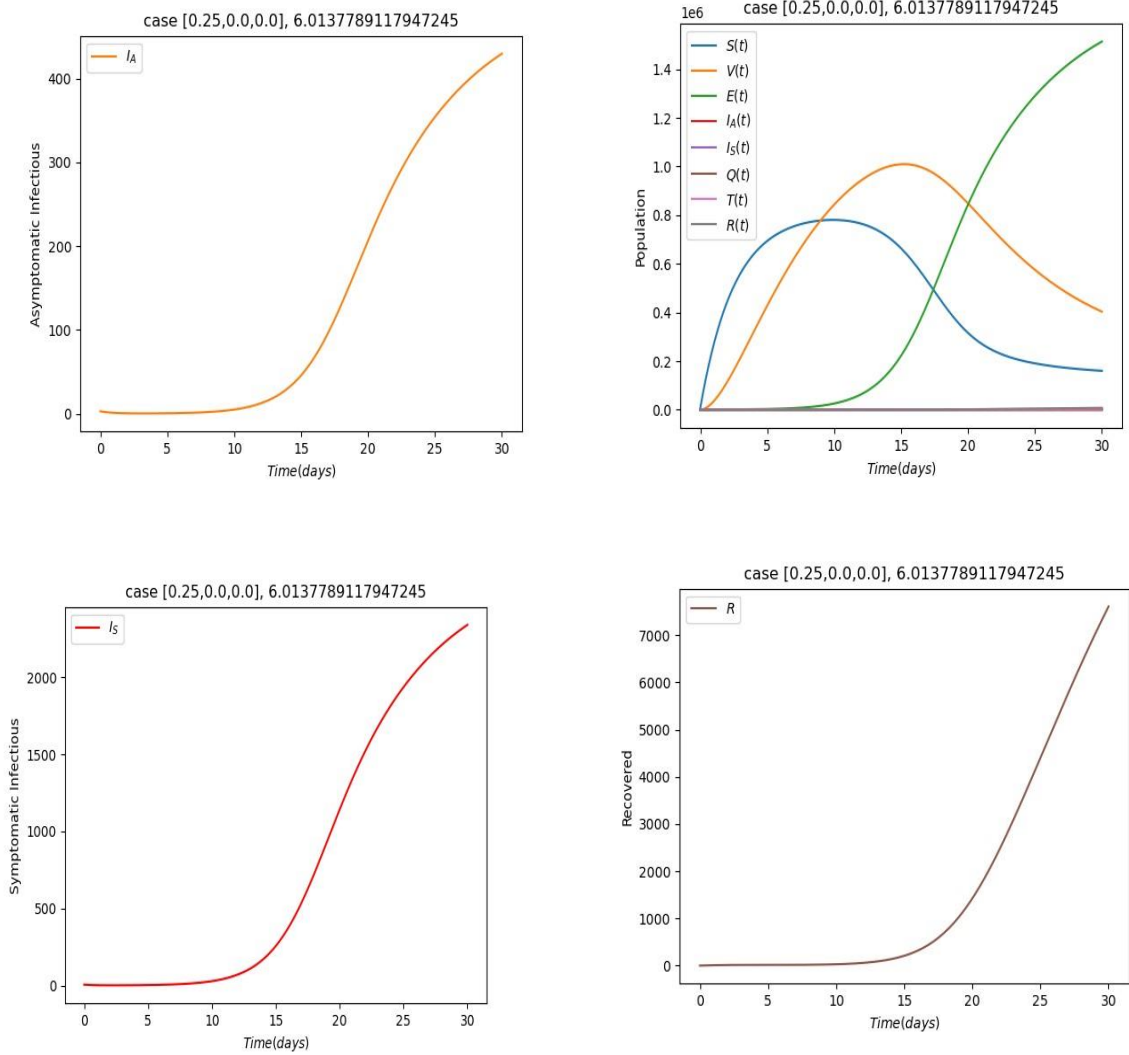 case [0.25,0.0,0.0], 6.0137789117947245
I_A
Asymptomatic Infectious
400
300
200
100
0
0 5 10 15 20 25 30
Time(days)
case [0.25,0.0,0.0], 6.0137789117947245
1e6
S(t)
V(t)
E(t)
I_A(t)
I_S(t)
Q(t)
T(t)
R(t)
Population
1.4
1.2
1.0
0.8
0.6
0.4
0.2
0.0
0 5 10 15 20 25 30
Time(days)
case [0.25,0.0,0.0], 6.0137789117947245
I_S
Symptomatic Infectious
2000
1500
1000
500
0
0 5 10 15 20 25 30
Time(days)
case [0.25,0.0,0.0], 6.0137789117947245
R
Recovered
7000
6000
5000
4000
3000
2000
1000
0
0 5 10 15 20 25 30
Time(days)